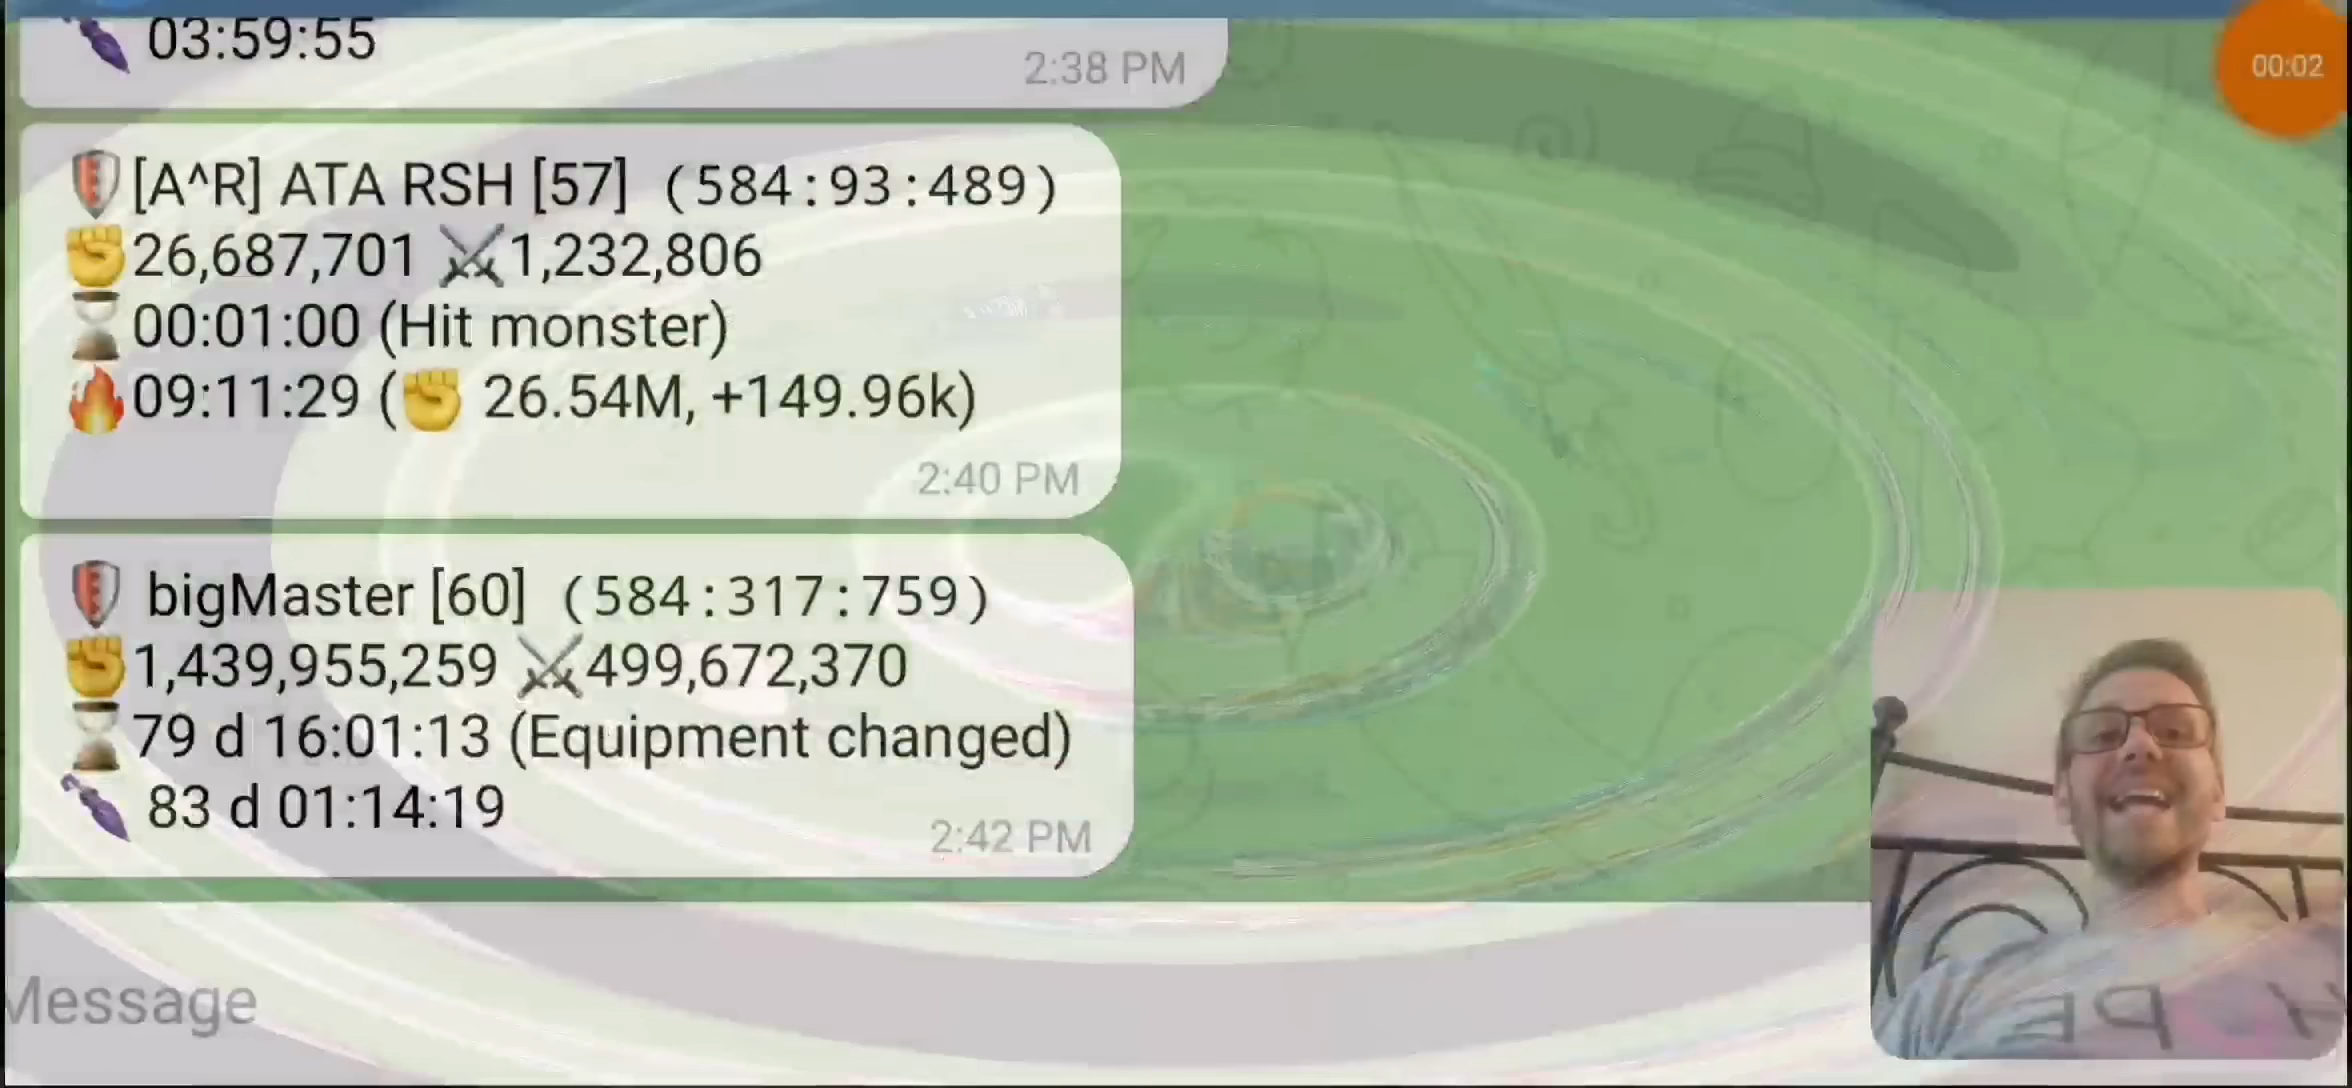 03:59:55
2:38 PM
00:02
[A^R] ATA RSH [57] (584:93:489)
26,687,701 1,232,806
00:01:00 (Hit monster)
09:11:29 ( 26.54M, +149.96k)
2:40 PM
bigMaster [60] (584:317:759)
1,439,955,259 499,672,370
79 d 16:01:13 (Equipment changed)
83 d 01:14:19
2:42 PM
Message